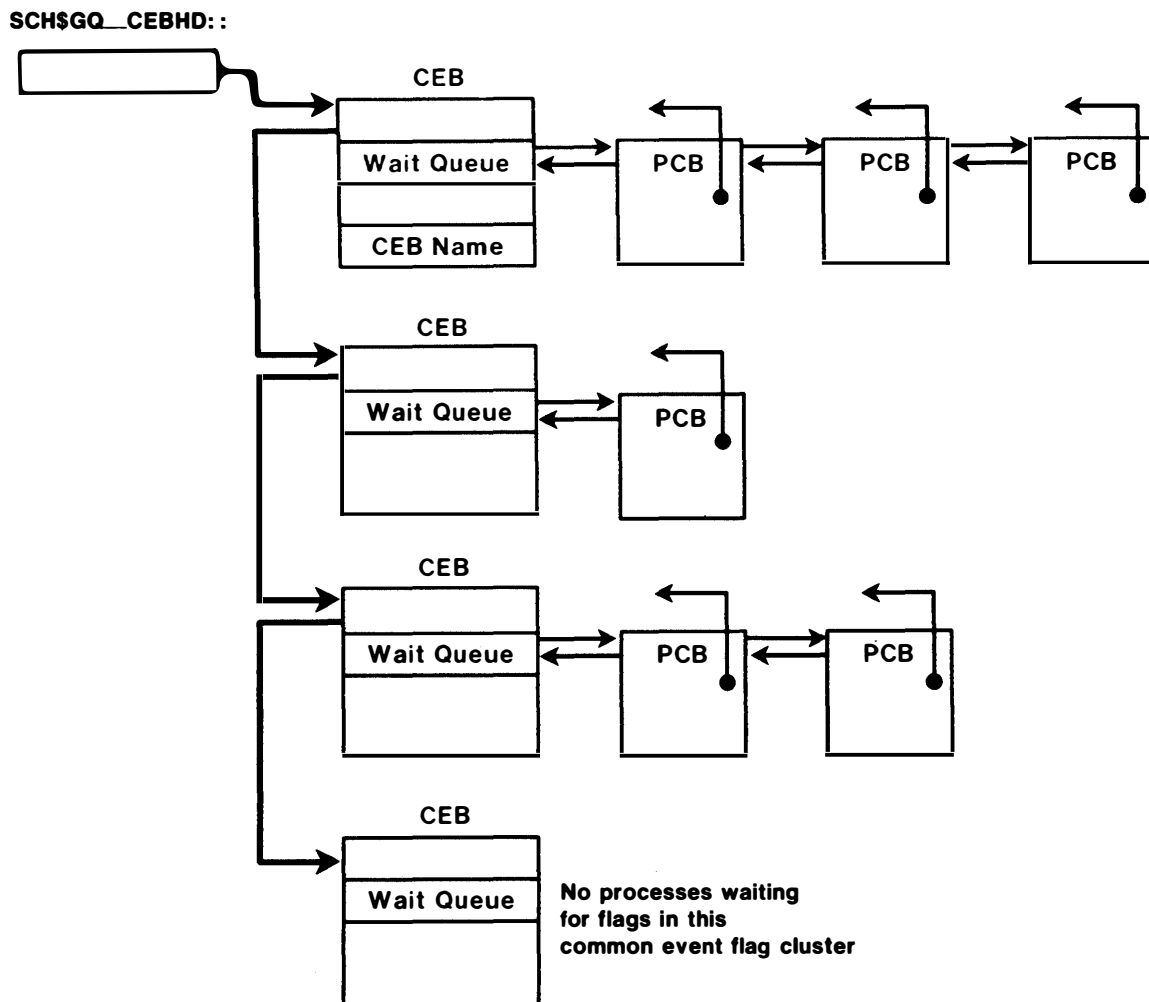 SCH$GQ__CEBHD::
CEB
Wait Queue
PCB
PCB
PCB
CEB Name
CEB
Wait Queue
PCB
CEB
Wait Queue
PCB
PCB
CEB
Wait Queue
No processes waiting
for flags in this
common event flag cluster